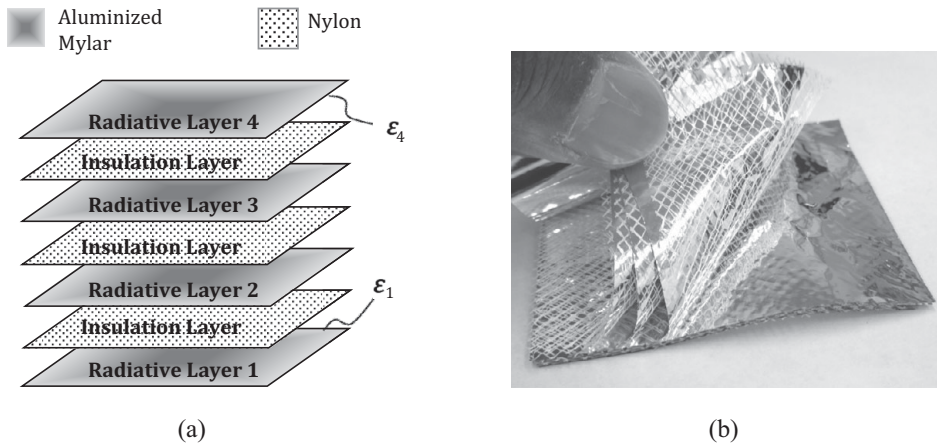 Aluminized
Mylar
Nylon
Radiative Layer 4
ε4
Insulation Layer
Radiative Layer 3
Insulation Layer
Radiative Layer 2
ε1
Insulation Layer
Radiative Layer 1
(a)
(b)